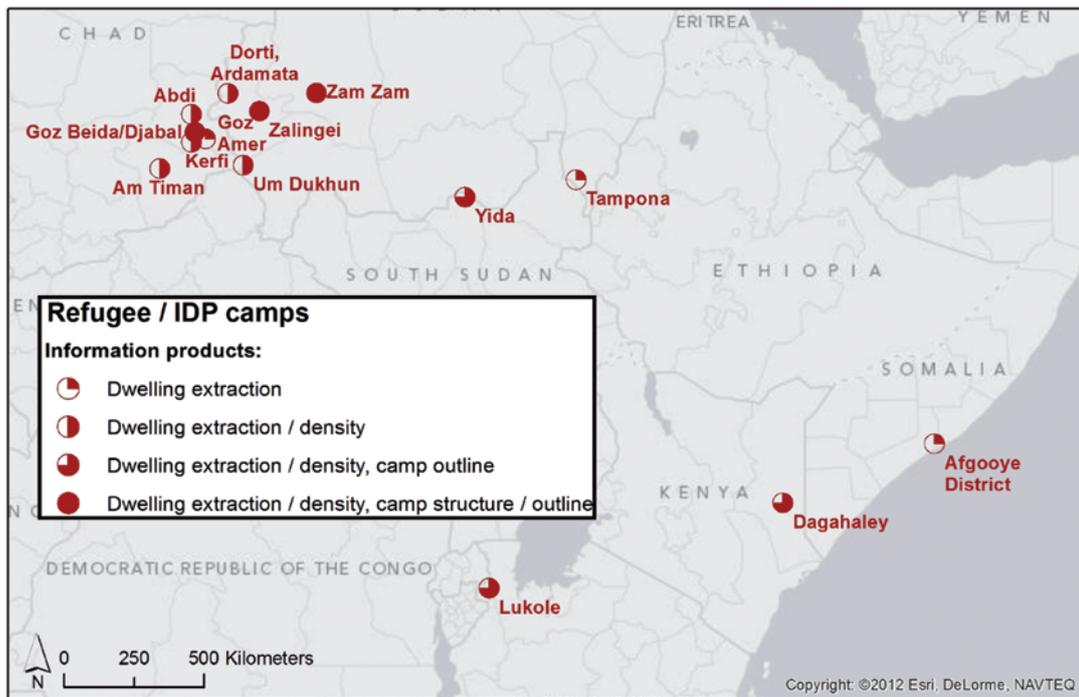 CHAD
ERITREA
YEMEN
Dorti,
Ardamata
Abdi
Zam Zam
Goz Beida/Djabal
Goz
Amer
Zalingei
Kerfi
Am Timan
Um Dukhun
Yida
Tampona
SOUTH SUDAN
ETHIOPIA
Refugee / IDP camps
Information products:
Dwelling extraction
Dwelling extraction / density
Dwelling extraction / density, camp outline
Dwelling extraction / density, camp structure / outline
SOMALIA
Afgooye
District
KENYA
Dagahaley
DEMOCRATIC REPUBLIC OF THE CONGO
Lukole
N
0 250 500 Kilometers
Copyright: ©2012 Esri, DeLorme, NAVTEQ